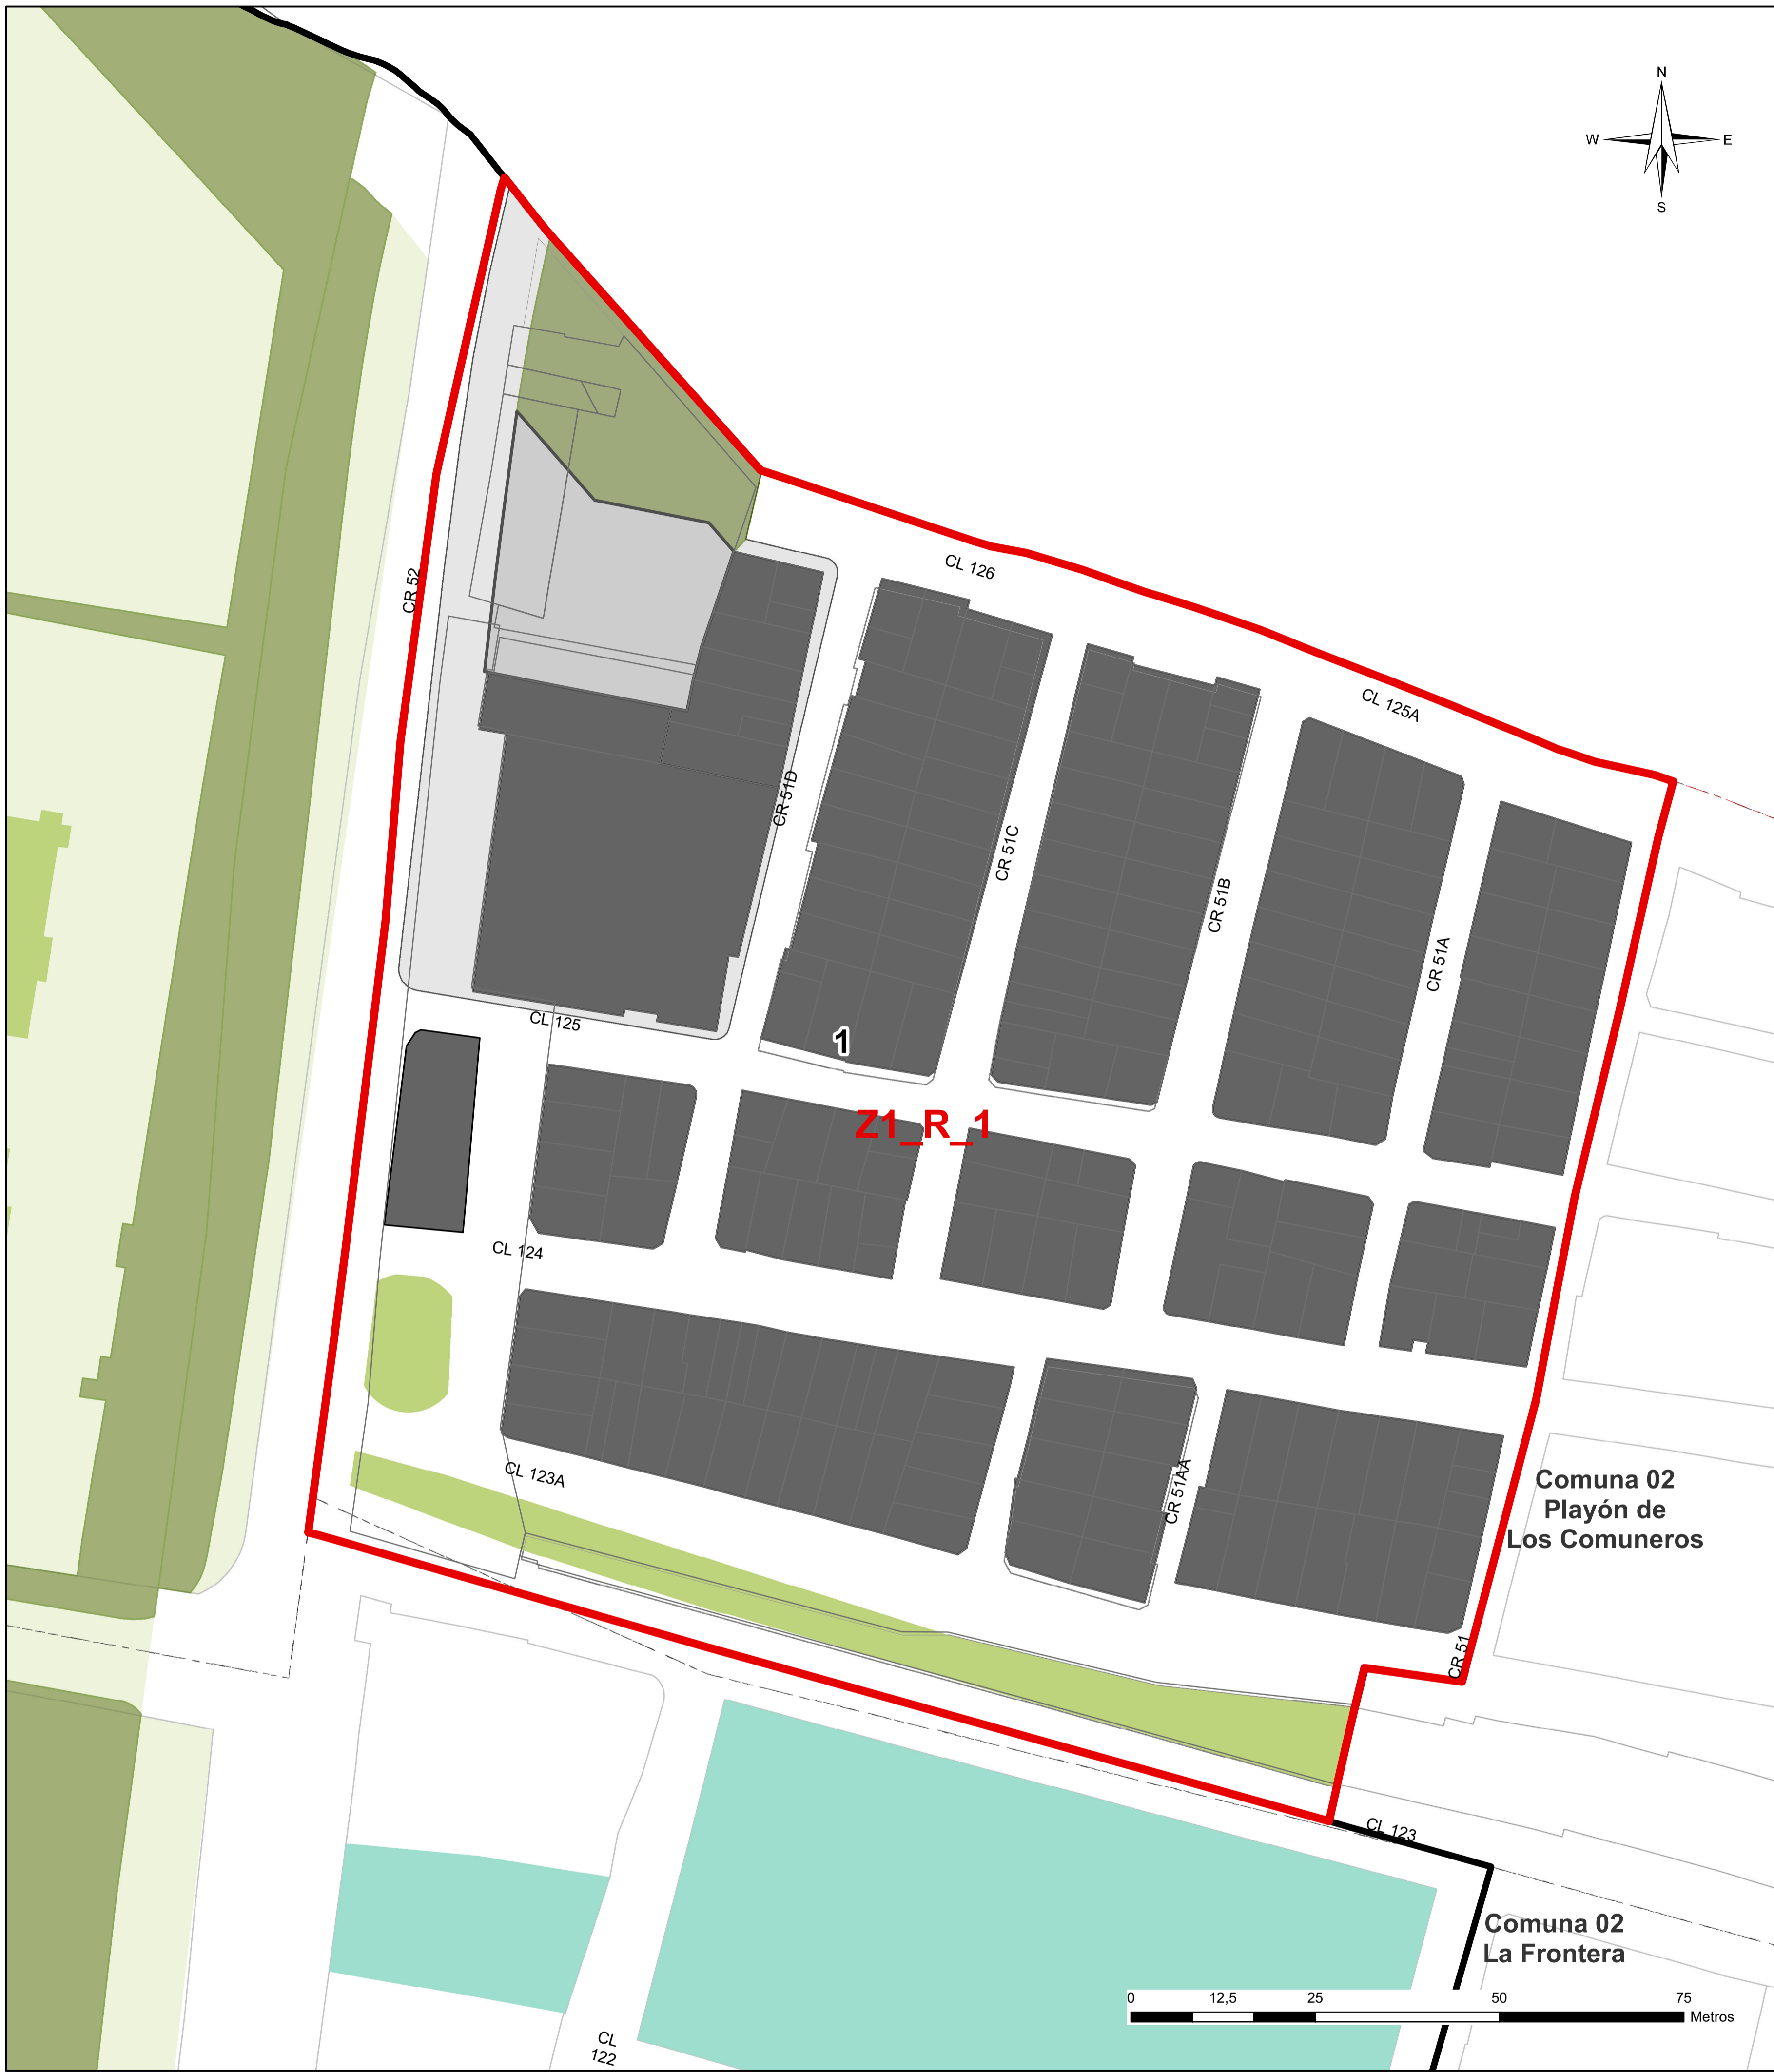 N
W
E
S
CL 126
CR 52
CL 125A
CR 51D
CR 51C
CR 51B
CR 51A
CL 125
1
Z1_R_1
CL 124
CL 123A
CR 51AA
Comuna 02
Playón de
Los Comuneros
CR 51
CL 123
Comuna 02
La Frontera
0
12,5
25
50
75
Metros
CL
122